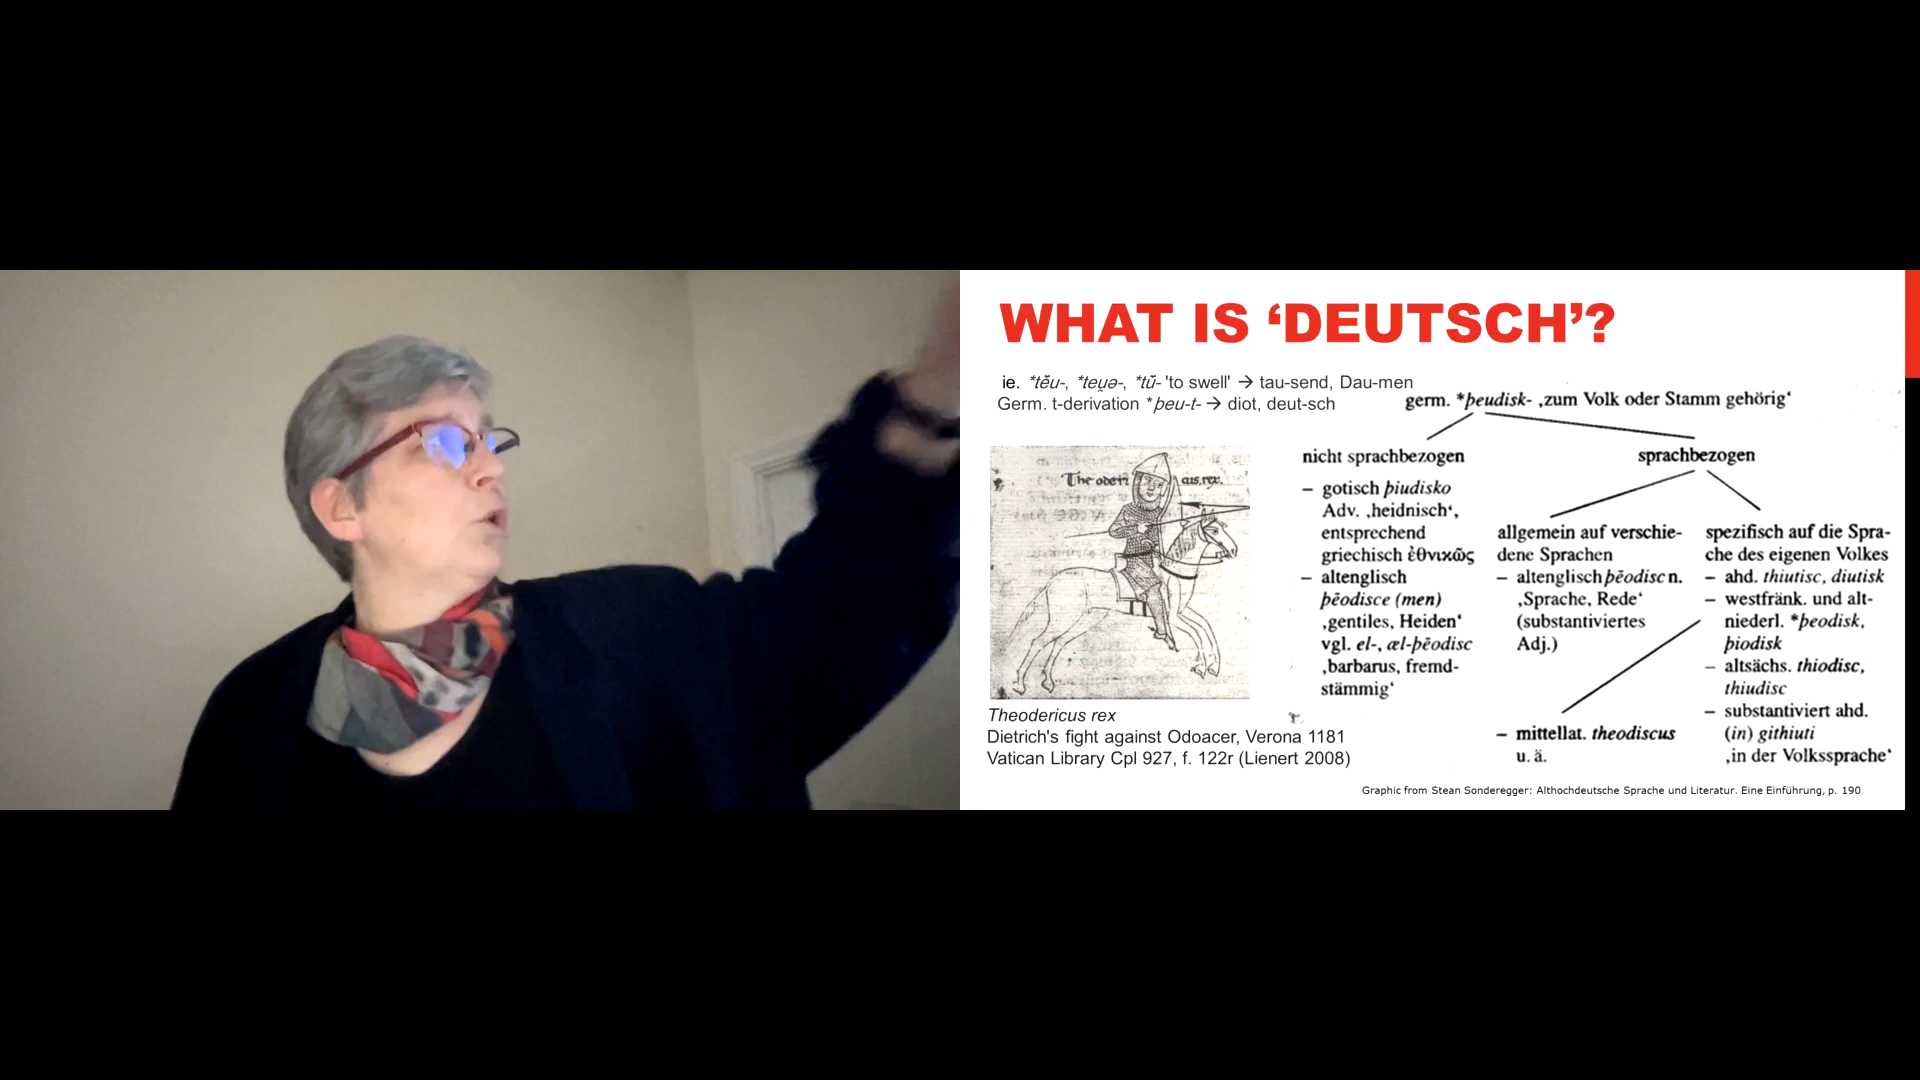 WHAT IS ‘DEUTSCH’?
ie. *tĕ̄u-, *teu̯ə-, *tŭ̄- 'to swell' → tau-send, Dau-men
Germ. t-derivation *þeu-t- → diot, deut-sch
Theoderi
cus.rex.
Theodericus rex
Dietrich's fight against Odoacer, Verona 1181
Vatican Library Cpl 927, f. 122r (Lienert 2008)
germ. *þeudisk- ‚zum Volk oder Stamm gehörig‘
nicht sprachbezogen
– gotisch þiudisko
Adv. ‚heidnisch‘,
entsprechend
griechisch ἐθνικῶς
– altenglisch
þēodisce (men)
‚gentiles, Heiden‘
vgl. el-, æl-þēodisc
‚barbarus, fremd-
stämmig‘
sprachbezogen
allgemein auf verschie-
dene Sprachen
– altenglisch þēodisc n.
‚Sprache, Rede‘
(substantiviertes
Adj.)
– mittellat. theodiscus
u. ä.
spezifisch auf die Spra-
che des eigenen Volkes
– ahd. thiutisc, diutisk
– westfränk. und alt-
niederl. *þeodisk,
þiodisk
– altsächs. thiodisc,
thiudisc
– substantiviert ahd.
(in) githiuti
‚in der Volkssprache‘
Graphic from Stean Sonderegger: Althochdeutsche Sprache und Literatur. Eine Einführung, p. 190